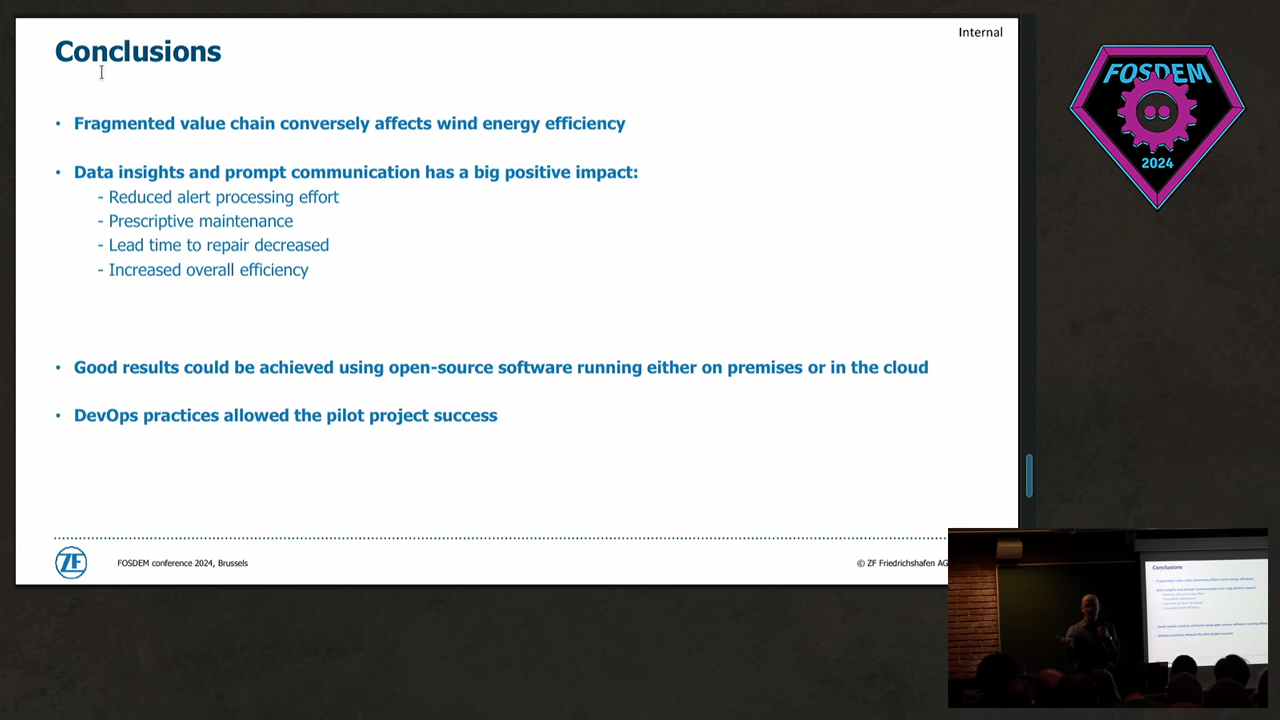 Internal
Conclusions
• Fragmented value chain conversely affects wind energy efficiency
• Data insights and prompt communication has a big positive impact:
- Reduced alert processing effort
- Prescriptive maintenance
- Lead time to repair decreased
- Increased overall efficiency
• Good results could be achieved using open-source software running either on premises or in the cloud
• DevOps practices allowed the pilot project success
ZF
FOSDEM conference 2024, Brussels
© ZF Friedrichshafen AG
FOSDEM
2024
Conclusions